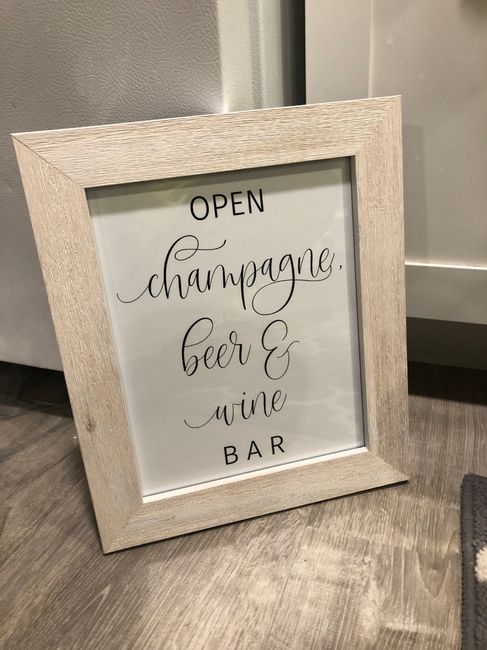 OPEN
champagne,
beer &
wine
BAR